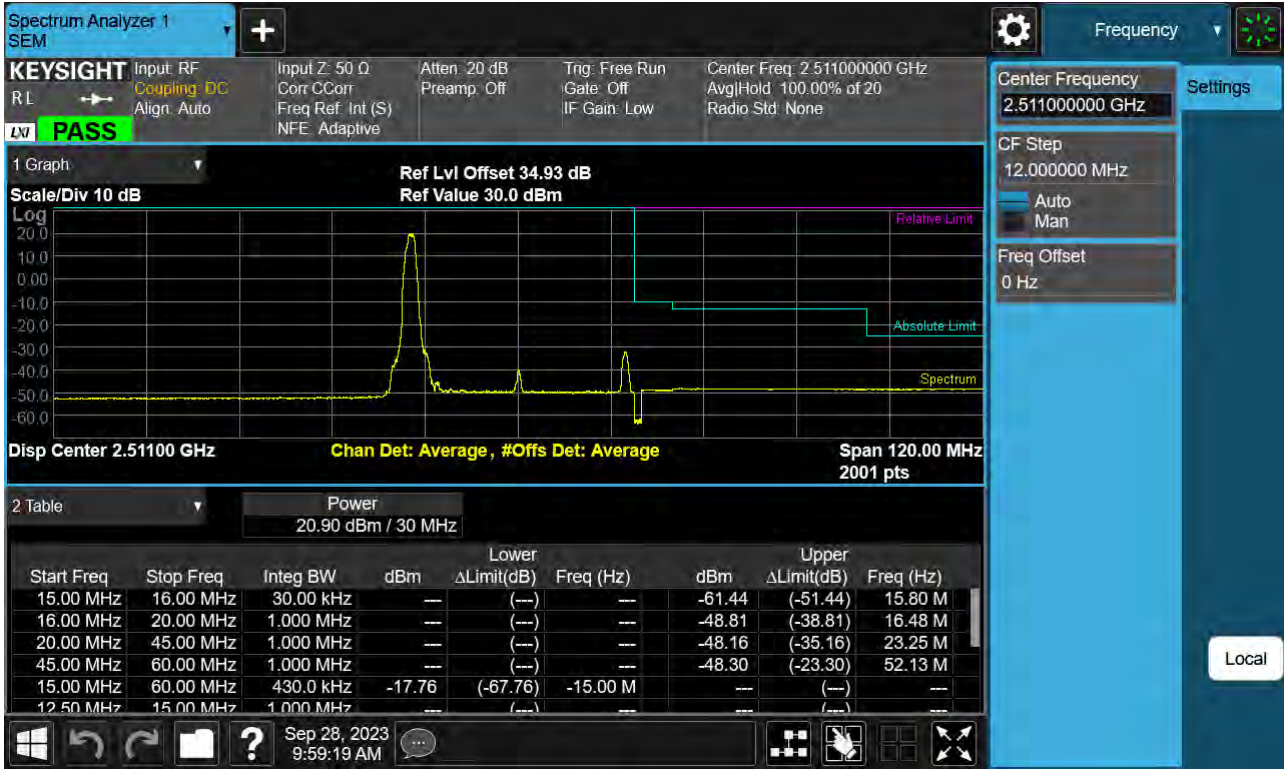 Spectrum Analyzer 1
SEM
+
Frequency
KEYSIGHT
R L
LXI
PASS
Input: RF
Coupling: DC
Align: Auto
Input Z: 50 Ω
Corr CCorr
Freq Ref: Int (S)
NFE: Adaptive
Atten: 20 dB
Preamp: Off
Trig: Free Run
Gate: Off
IF Gain: Low
Center Freq: 2.511000000 GHz
Avg|Hold: 100.00% of 20
Radio Std: None
Center Frequency
2.511000000 GHz
CF Step
12.000000 MHz
Auto
Man
Freq Offset
0 Hz
Settings
Local
1 Graph
Scale/Div 10 dB
Ref Lvl Offset 34.93 dB
Ref Value 30.0 dBm
Log
20.0
10.0
0.00
-10.0
-20.0
-30.0
-40.0
-50.0
-60.0
Relative Limit
Absolute Limit
Spectrum
Disp Center 2.51100 GHz Chan Det: Average, #Offs Det: Average Span 120.00 MHz
2001 pts
2 Table
Power
20.90 dBm / 30 MHz
Lower Upper
Start Freq Stop Freq Integ BW dBm ΔLimit(dB) Freq (Hz) dBm ΔLimit(dB) Freq (Hz)
15.00 MHz 16.00 MHz 30.00 kHz --- (---) --- -61.44 (-51.44) 15.80 M
16.00 MHz 20.00 MHz 1.000 MHz --- (---) --- -48.81 (-38.81) 16.48 M
20.00 MHz 45.00 MHz 1.000 MHz --- (---) --- -48.16 (-35.16) 23.25 M
45.00 MHz 60.00 MHz 1.000 MHz --- (---) --- -48.30 (-23.30) 52.13 M
15.00 MHz 60.00 MHz 430.0 kHz -17.76 (-67.76) -15.00 M --- (---) ---
12.50 MHz 15.00 MHz 1.000 MHz --- (---) --- --- (---) ---
?
Sep 28, 2023
9:59:19 AM